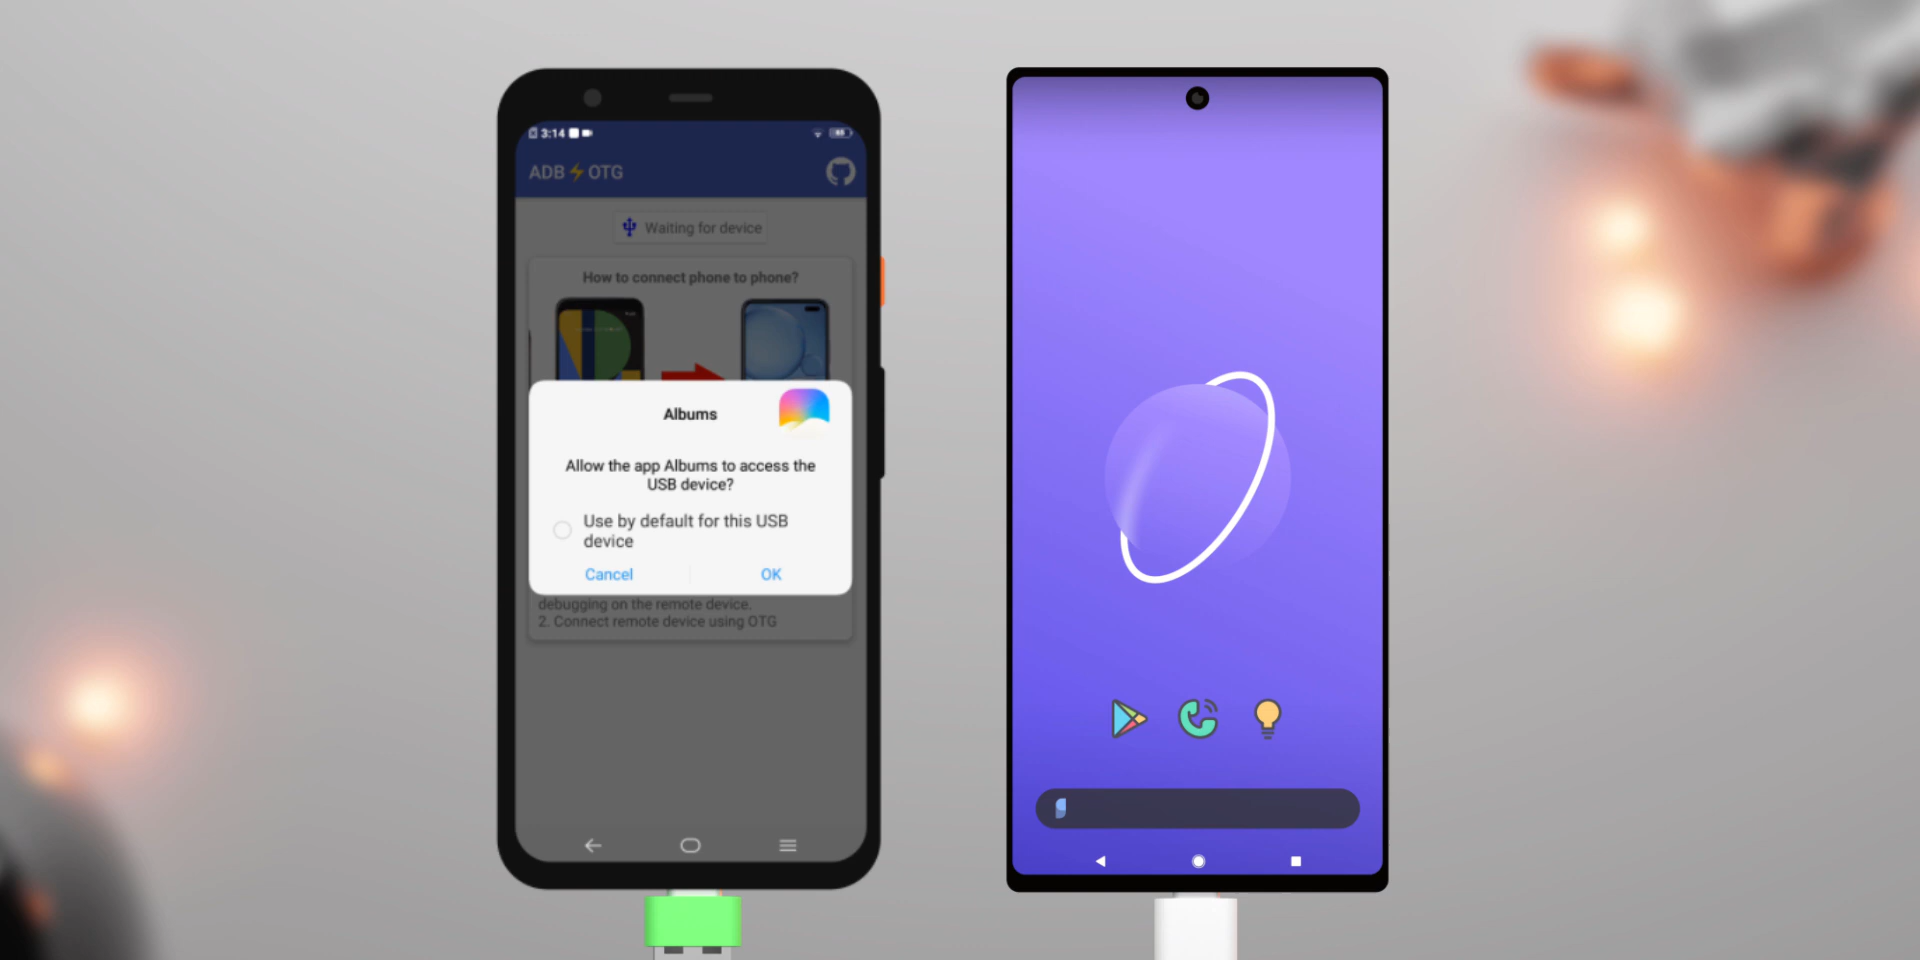 3:14
ADB⚡OTG
Waiting for device
How to connect phone to phone?
Albums
Allow the app Albums to access the
USB device?
Use by default for this USB
device
Cancel
OK
debugging on the remote device.
2. Connect remote device using OTG